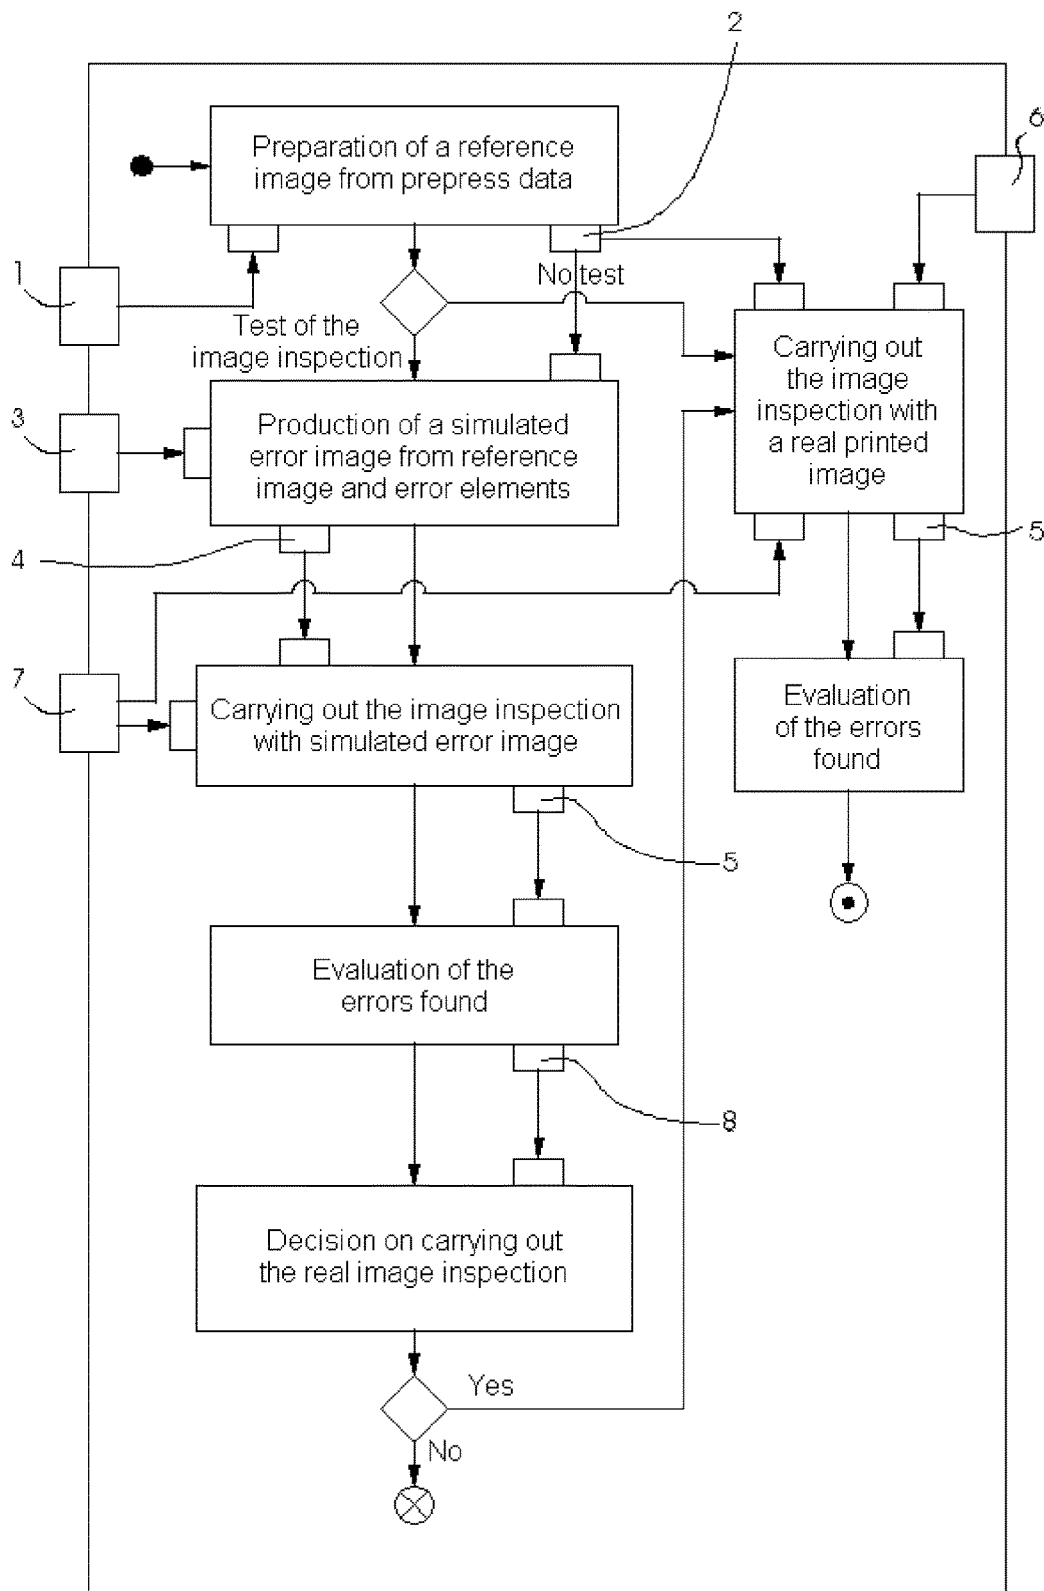 2
6
Preparation of a reference
image from prepress data
1
No test
Test of the
image inspection
Carrying out
the image
inspection with
a real printed
image
3
Production of a simulated
error image from reference
image and error elements
4
5
7
Carrying out the image inspection
with simulated error image
Evaluation
of the errors
found
5
Evaluation of the
errors found
8
Decision on carrying out
the real image inspection
Yes
No